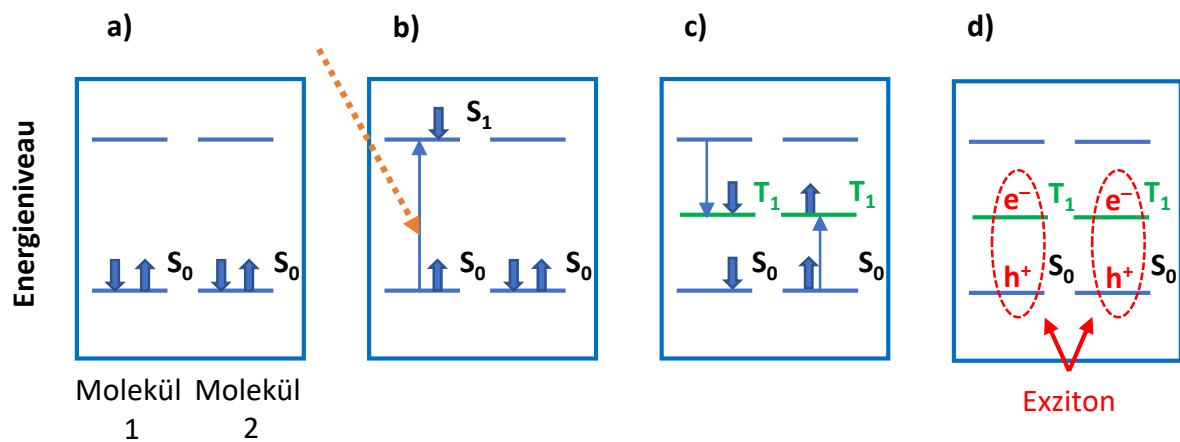 a)
b)
c)
d)
Energieniveau
S₀
S₀
S₁
S₀
S₀
T₁
T₁
S₀
S₀
e⁻ T₁
e⁻ T₁
h⁺ S₀
h⁺ S₀
Molekül Molekül
1 2
Exziton